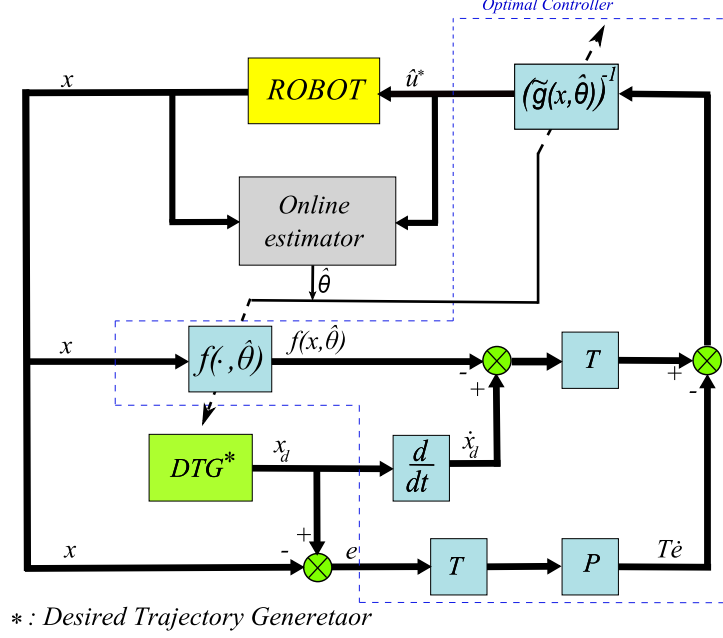 Optimal Controller
x
ROBOT
û*
(g̃(x,θ̂))⁻¹
Online
estimator
θ̂
x
f(·,θ̂)
f(x,θ̂)
-
+
T
+
-
DTG*
x_d
d
dt
ẋ_d
+
x
-
e
T
P
Tė
* : Desired Trajectory Generetaor